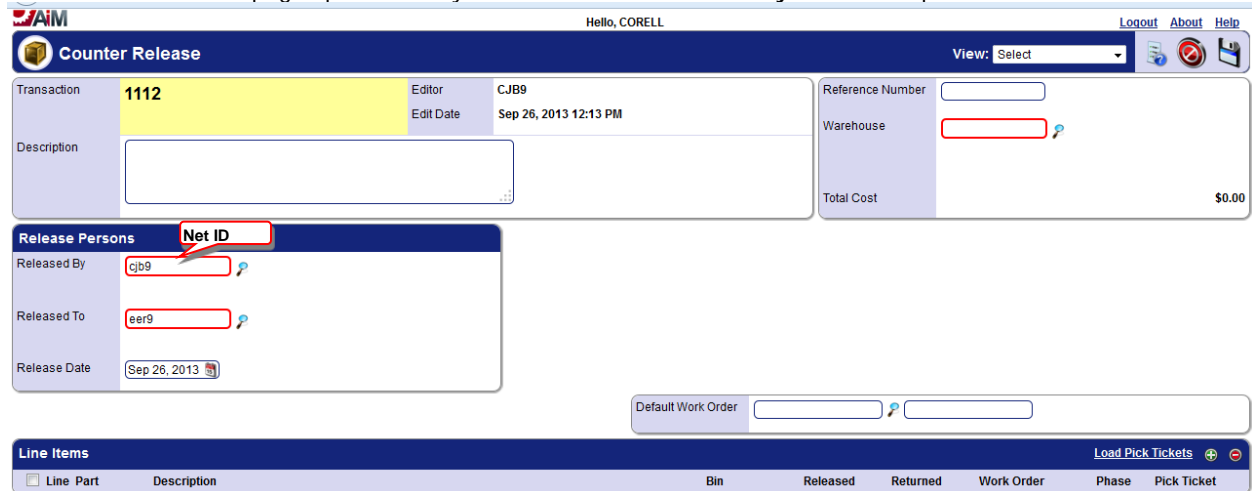 AiM Hello, CORELL Logout About Help
Counter Release View: Select
Transaction 1112 Editor CJB9 Reference Number
Edit Date Sep 26, 2013 12:13 PM
Warehouse
Description
Total Cost $0.00
Release Persons Net ID
Released By cjb9
Released To eer9
Release Date Sep 26, 2013
Default Work Order
Line Items Load Pick Tickets
Line Part Description Bin Released Returned Work Order Phase Pick Ticket